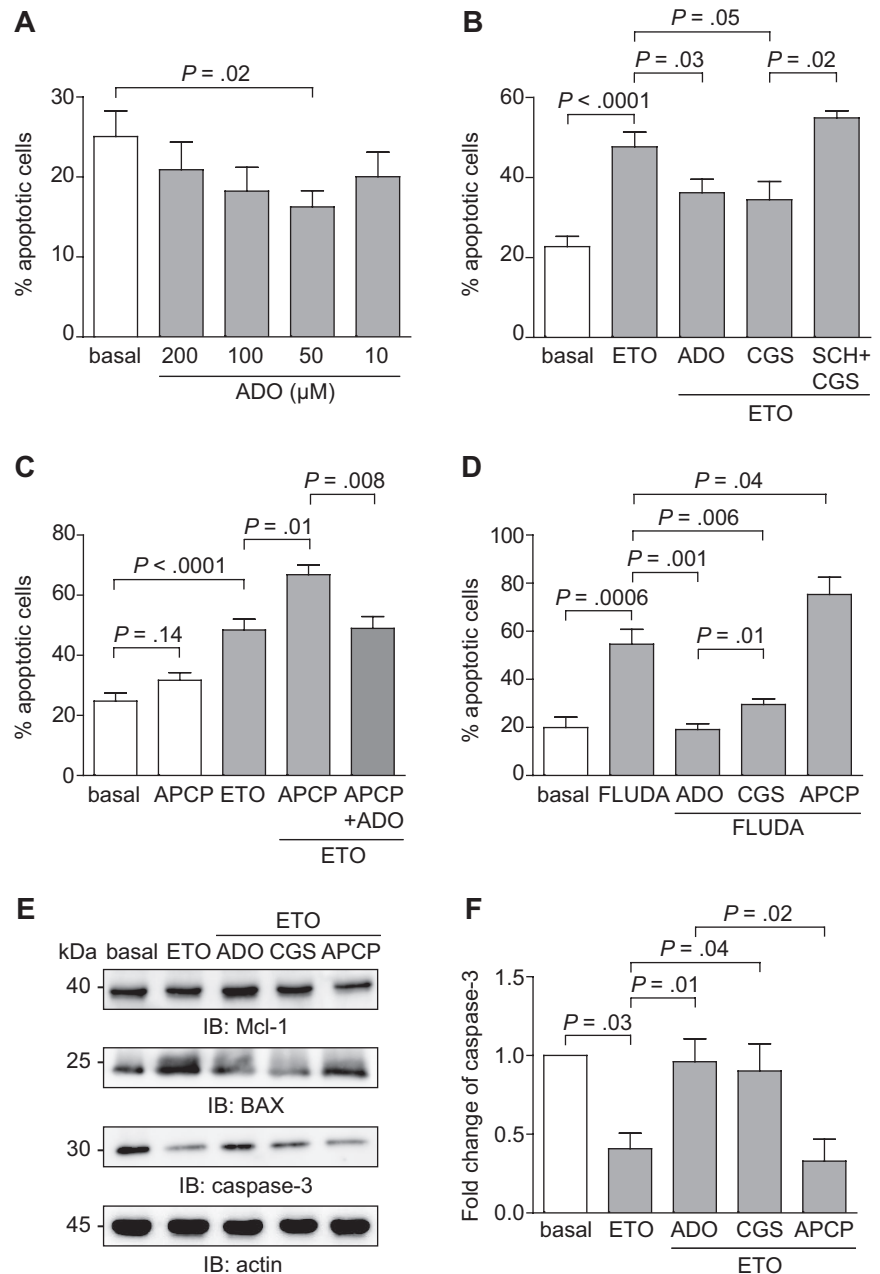 A
P = .02
30
20
10
0
% apoptotic cells
basal 200 100 50 10
ADO (µM)
B
P = .05
P = .03 P = .02
P < .0001
60
40
20
0
% apoptotic cells
basal ETO ADO CGS SCH+
CGS
ETO
C
P = .008
P = .01
P < .0001
P = .14
80
60
40
20
0
% apoptotic cells
basal APCP ETO APCP APCP
+ADO
ETO
D
P = .04
P = .006
P = .001
P = .0006
P = .01
100
80
60
40
20
0
% apoptotic cells
basal FLUDA ADO CGS APCP
FLUDA
E
ETO
kDa basal ETO ADO CGS APCP
40
IB: Mcl-1
25
IB: BAX
30
IB: caspase-3
45
IB: actin
F
P = .02
P = .04
P = .01
P = .03
1.5
1.0
0.5
0.0
Fold change of caspase-3
basal ETO ADO CGS APCP
ETO